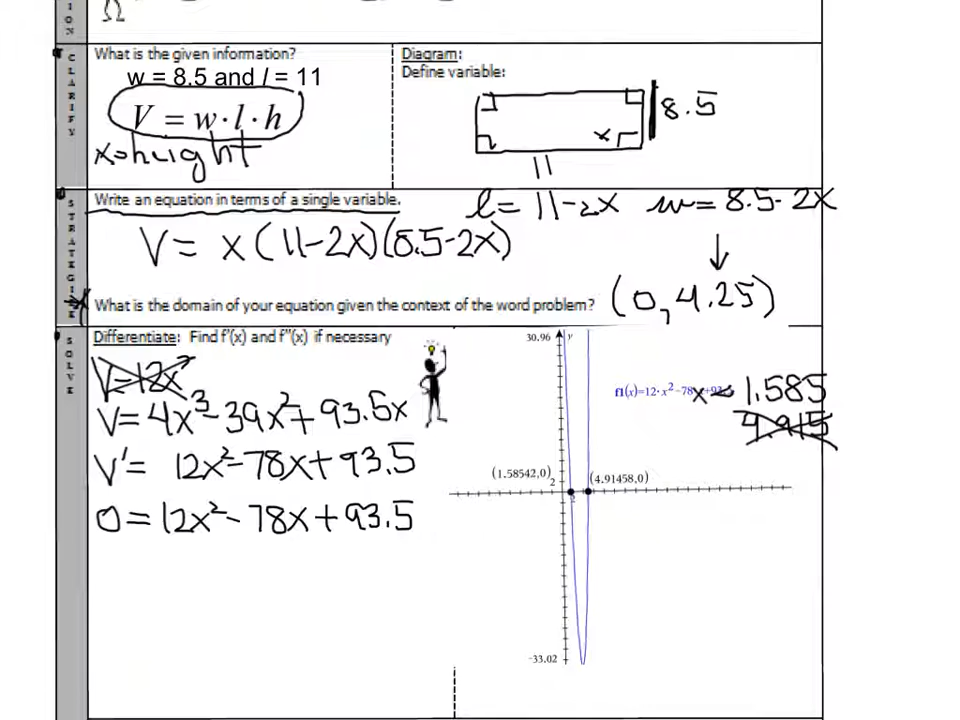 Ω
I
O
N
C
L
A
R
I
F
Y
What is the given information?
w = 8.5 and l = 11
V = w · l · h
x=height
Diagram:
Define variable:
8.5
x
11
S
T
R
A
T
E
G
I
E
Write an equation in terms of a single variable.
l = 11-2x w = 8.5-2x
V = x(11-2x)(8.5-2x)
What is the domain of your equation given the context of the word problem? (0, 4.25)
S
O
L
V
E
Differentiate: Find f'(x) and f"(x) if necessary
V=12x²
V=4x³-39x²+93.5x
V'= 12x²-78x+93.5
0=12x²-78x+93.5
30.96 y
f1(x)=12·x²-78
x= 1.585
4.915
(1.58542,0)
2
(4.91458,0)
2
-33.02